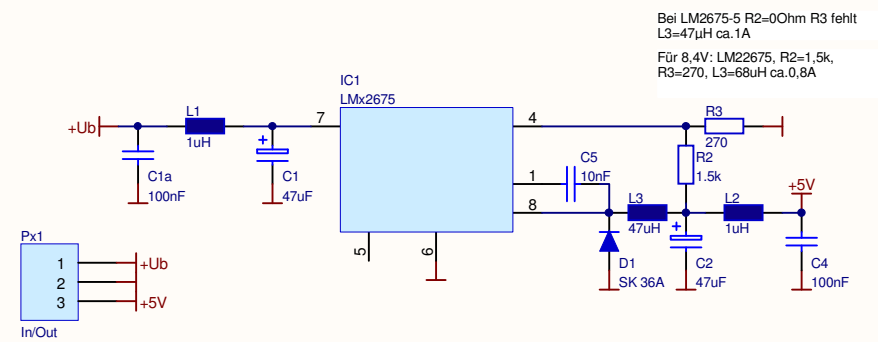 Bei LM2675-5 R2=0Ohm R3 fehlt
L3=47µH ca.1A
Für 8,4V: LM22675, R2=1,5k,
R3=270, L3=68uH ca.0,8A
IC1
LMx2675
+Ub
L1
1uH
7
C1a
100nF
+
C1
47uF
4
1
8
5
6
R3
270
R2
1.5k
C5
10nF
L3
47uH
L2
1uH
+5V
D1
SK 36A
+
C2
47uF
C4
100nF
Px1
1
+Ub
2
3
+5V
In/Out